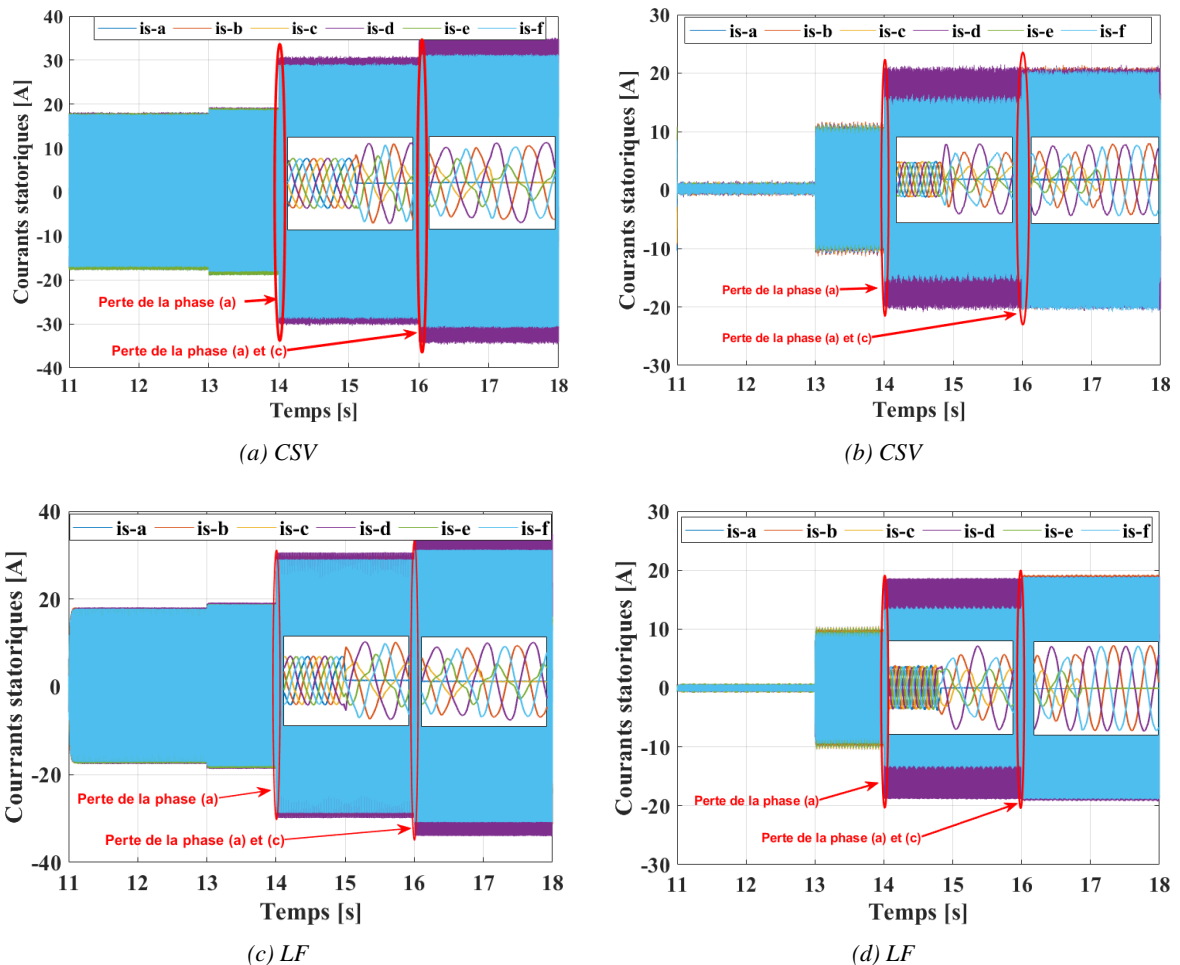 40
30
20
10
0
-10
-20
-30
-40
Courants statoriques [A]
is-a is-b is-c is-d is-e is-f
Perte de la phase (a)
Perte de la phase (a) et (c)
11 12 13 14 15 16 17 18
Temps [s]
(a) CSV
30
20
10
0
-10
-20
-30
Courants statoriques [A]
is-a is-b is-c is-d is-e is-f
Perte de la phase (a)
Perte de la phase (a) et (c)
11 12 13 14 15 16 17 18
Temps [s]
(b) CSV
40
20
0
-20
-40
Courrants statoriques [A]
is-a is-b is-c is-d is-e is-f
Perte de la phase (a)
Perte de la phase (a) et (c)
11 12 13 14 15 16 17 18
Temps [s]
(c) LF
30
20
10
0
-10
-20
-30
Courants statoriques [A]
is-a is-b is-c is-d is-e is-f
Perte de la phase (a)
Perte de la phase (a) et (c)
11 12 13 14 15 16 17 18
Temps [s]
(d) LF